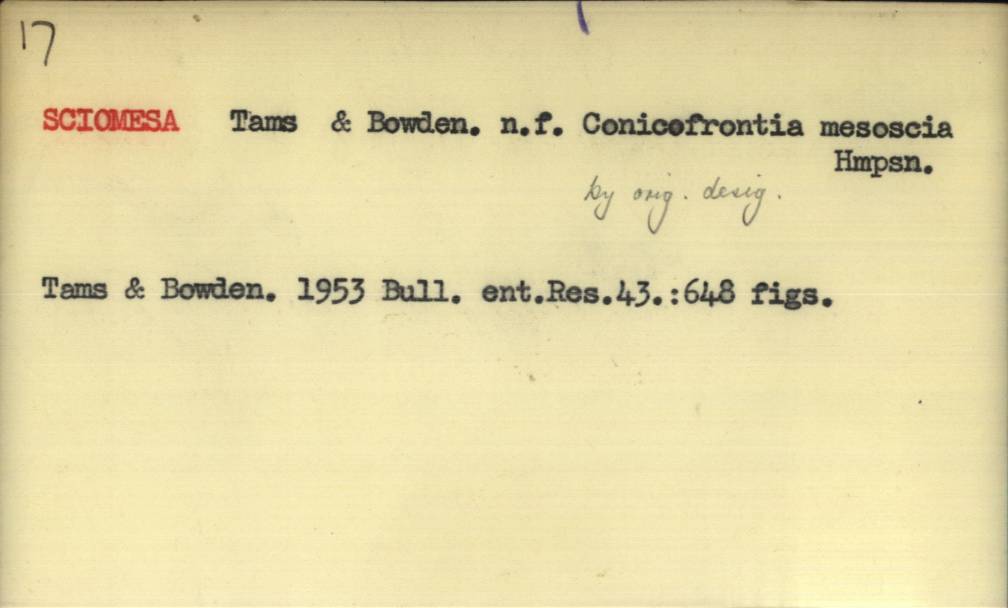 17
SCIOMESA Tams & Bowden. n.f. Conicofrontia mesoscia
Hmpsn.
by orig. desig.
Tams & Bowden. 1953 Bull. ent.Res.43.:648 figs.